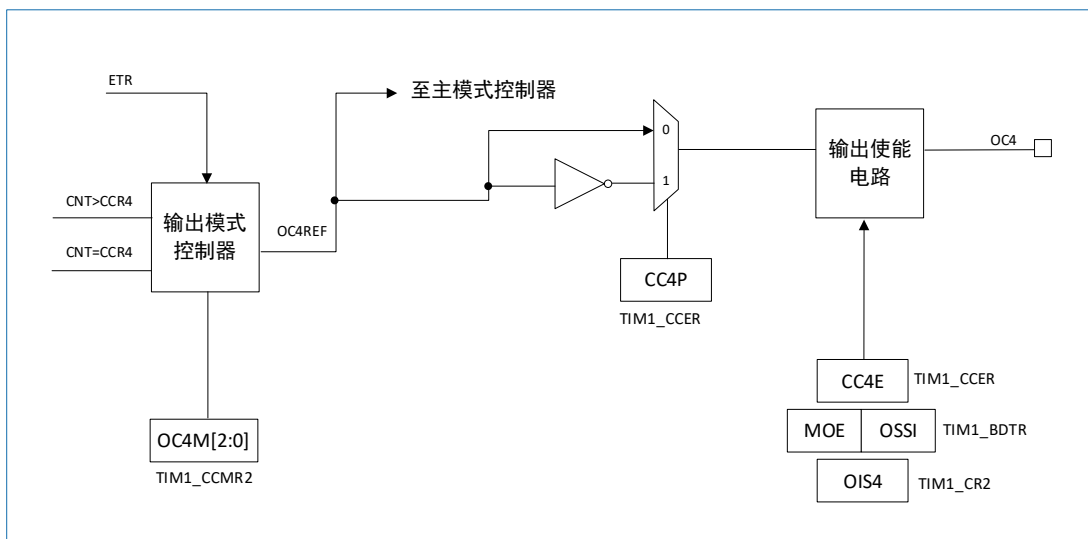 ETR
至主模式控制器
0
输出使能
电路
OC4
CNT>CCR4
输出模式
控制器
1
CNT=CCR4
OC4REF
CC4P
TIM1_CCER
CC4E
TIM1_CCER
MOE
OSSI
TIM1_BDTR
OC4M[2:0]
TIM1_CCMR2
OIS4
TIM1_CR2